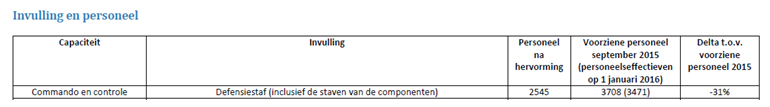 Invulling en personeel
Capaciteit
Invulling
Personeel
na
hervorming
Voorziene personeel
september 2015
(personeelseffectieven
op 1 januari 2016)
Delta t.o.v.
voorziene
personeel 2015
Commando en controle
Defensiestaf (inclusief de staven van de componenten)
2545
3708 (3471)
-31%